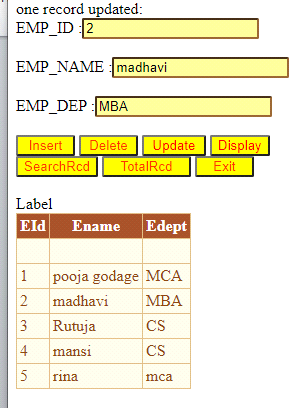 one record updated:
EMP_ID : 2
EMP_NAME : madhavi
EMP_DEP : MBA
Insert Delete Update Display
SearchRcd TotalRcd Exit
Label
EId Ename Edept
1 pooja godage MCA
2 madhavi MBA
3 Rutuja CS
4 mansi CS
5 rina mca